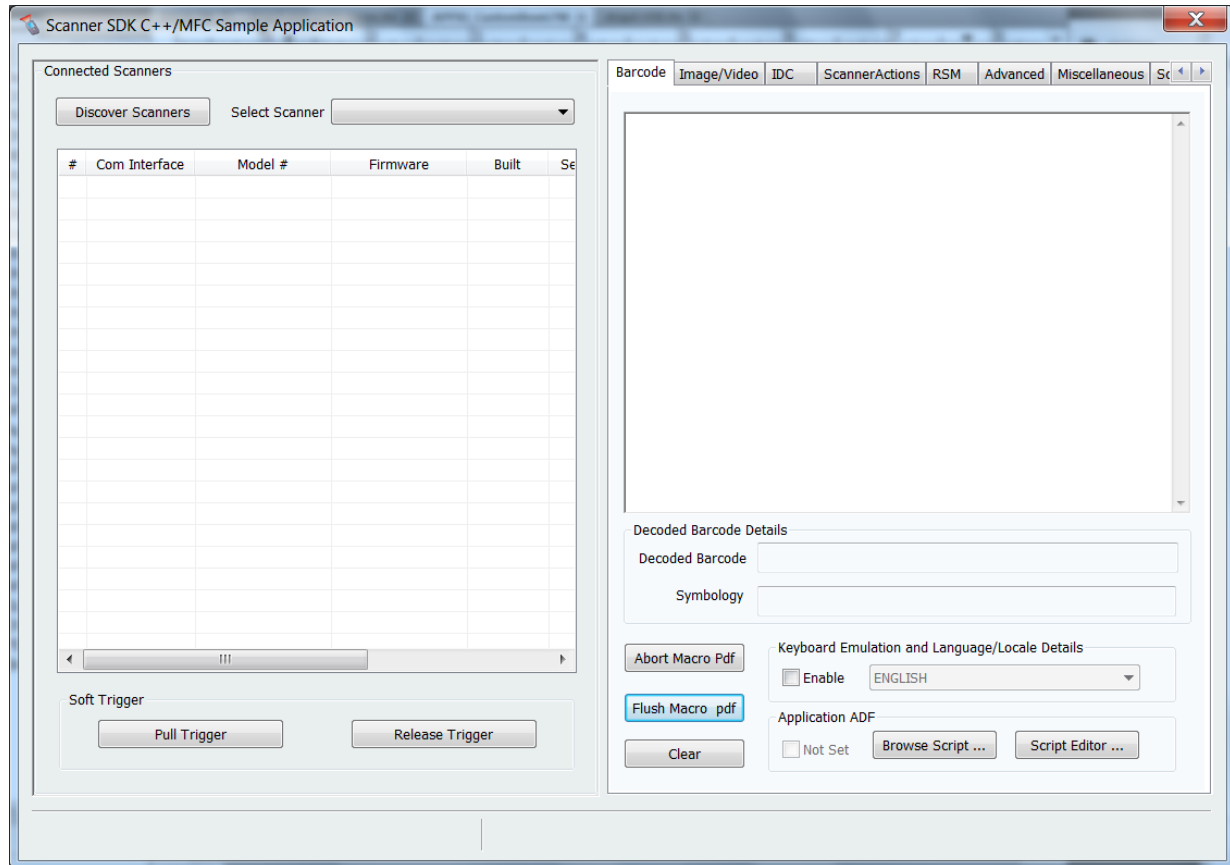 Scanner SDK C++/MFC Sample Application
Connected Scanners
Discover Scanners
Select Scanner
# Com Interface Model # Firmware Built Se
Soft Trigger
Pull Trigger
Release Trigger
Barcode Image/Video IDC ScannerActions RSM Advanced Miscellaneous Sc
Decoded Barcode Details
Decoded Barcode
Symbology
Abort Macro Pdf
Flush Macro pdf
Clear
Keyboard Emulation and Language/Locale Details
Enable
ENGLISH
Application ADF
Not Set
Browse Script ...
Script Editor ...